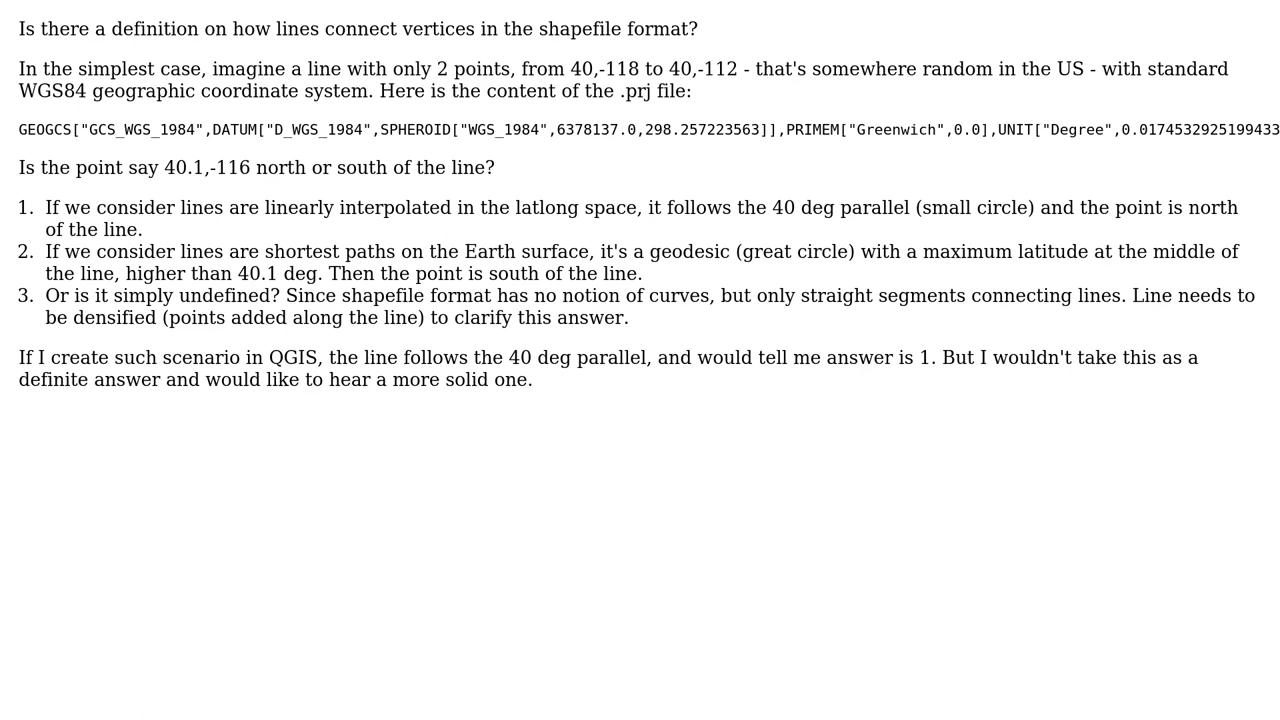 Is there a definition on how lines connect vertices in the shapefile format?
In the simplest case, imagine a line with only 2 points, from 40,-118 to 40,-112 - that's somewhere random in the US - with standard
WGS84 geographic coordinate system. Here is the content of the .prj file:
GEOGCS["GCS_WGS_1984",DATUM["D_WGS_1984",SPHEROID["WGS_1984",6378137.0,298.257223563]],PRIMEM["Greenwich",0.0],UNIT["Degree",0.0174532925199433
Is the point say 40.1,-116 north or south of the line?
1. If we consider lines are linearly interpolated in the latlong space, it follows the 40 deg parallel (small circle) and the point is north
of the line.
2. If we consider lines are shortest paths on the Earth surface, it's a geodesic (great circle) with a maximum latitude at the middle of
the line, higher than 40.1 deg. Then the point is south of the line.
3. Or is it simply undefined? Since shapefile format has no notion of curves, but only straight segments connecting lines. Line needs to
be densified (points added along the line) to clarify this answer.
If I create such scenario in QGIS, the line follows the 40 deg parallel, and would tell me answer is 1. But I wouldn't take this as a
definite answer and would like to hear a more solid one.